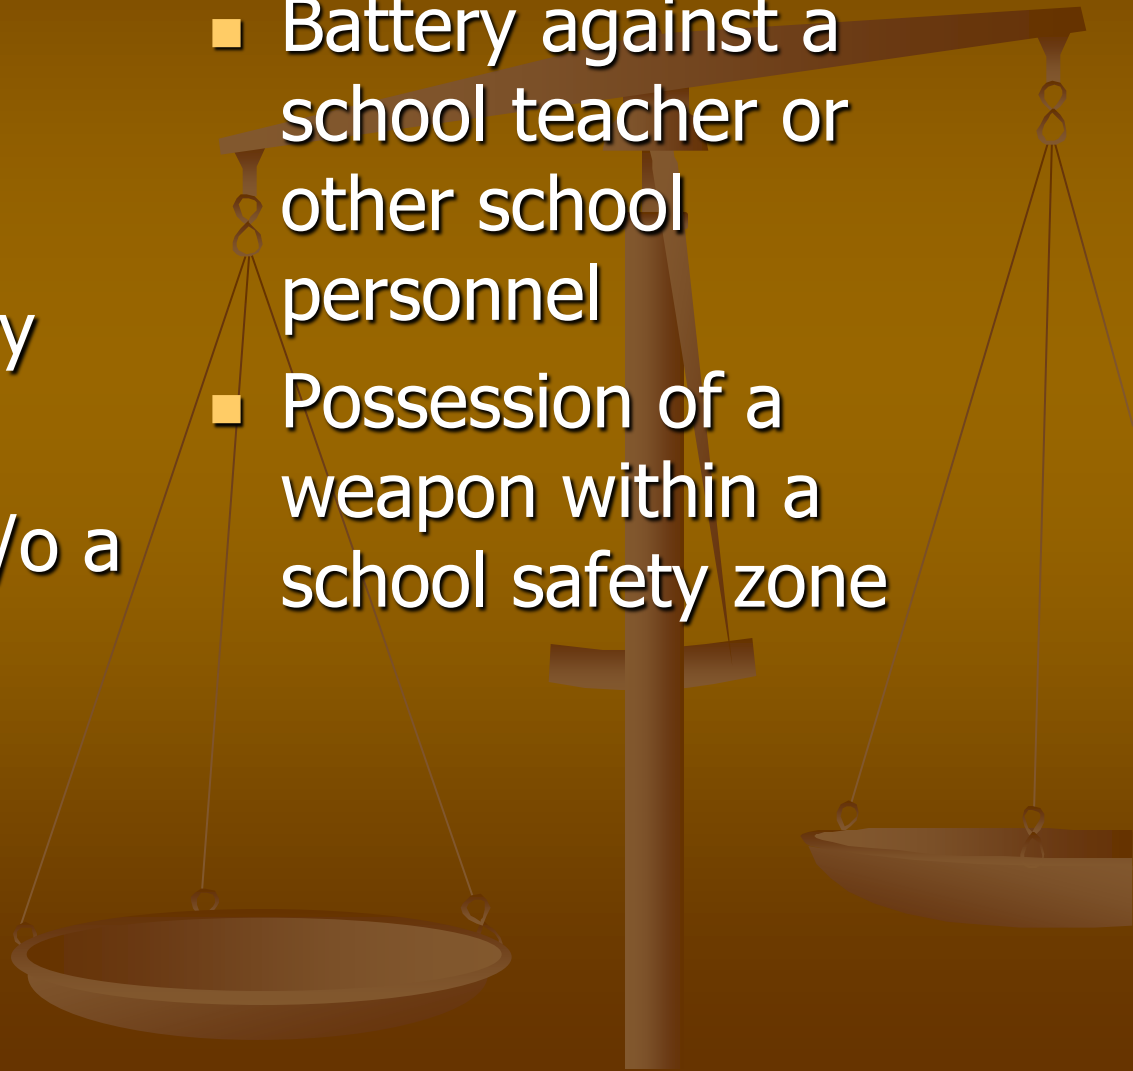 Battery against a
school teacher or
other school
personnel
Possession of a
weapon within a
school safety zone
y
/o a